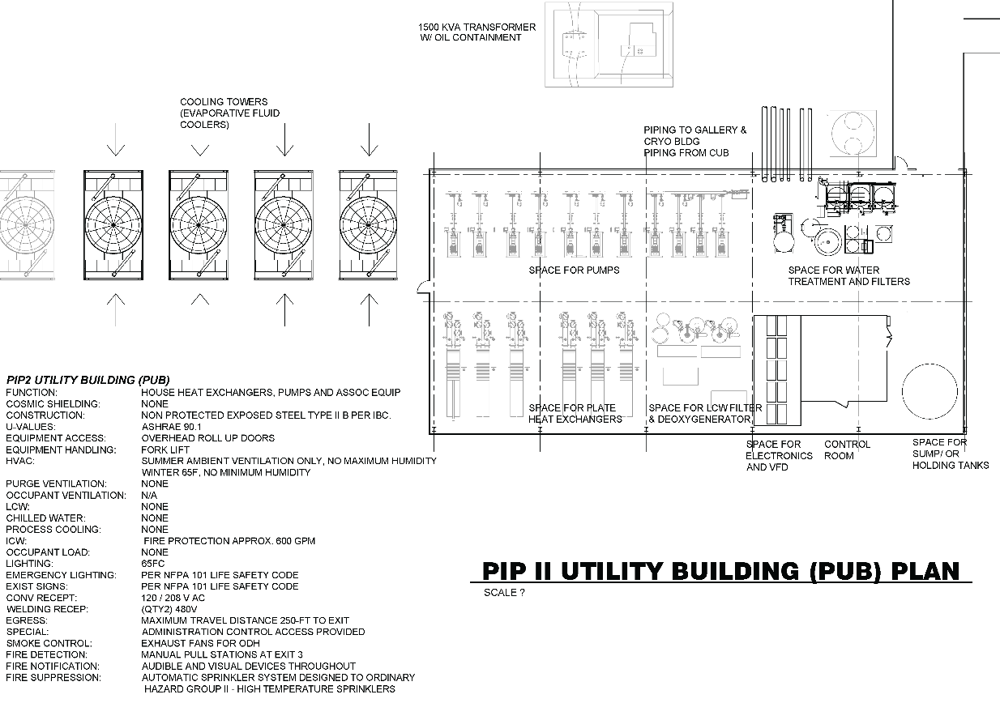 1500 KVA TRANSFORMER
W/ OIL CONTAINMENT
COOLING TOWERS
(EVAPORATIVE FLUID
COOLERS)
PIPING TO GALLERY &
CRYO BLDG
PIPING FROM CUB
SPACE FOR PUMPS
SPACE FOR WATER
TREATMENT AND FILTERS
SPACE FOR PLATE
HEAT EXCHANGERS
SPACE FOR LCW FILTER
& DEOXYGENERATOR
SPACE FOR
ELECTRONICS
AND VFD
CONTROL
ROOM
SPACE FOR
SUMP/ OR
HOLDING TANKS
PIP2 UTILITY BUILDING (PUB)
FUNCTION: HOUSE HEAT EXCHANGERS, PUMPS AND ASSOC EQUIP
COSMIC SHIELDING: NONE
CONSTRUCTION: NON PROTECTED EXPOSED STEEL TYPE II B PER IBC.
U-VALUES: ASHRAE 90.1
EQUIPMENT ACCESS: OVERHEAD ROLL UP DOORS
EQUIPMENT HANDLING: FORK LIFT
HVAC: SUMMER AMBIENT VENTILATION ONLY, NO MAXIMUM HUMIDITY
WINTER 65F, NO MINIMUM HUMIDITY
PURGE VENTILATION: NONE
OCCUPANT VENTILATION: N/A
LCW: NONE
CHILLED WATER: NONE
PROCESS COOLING: NONE
ICW: FIRE PROTECTION APPROX. 600 GPM
OCCUPANT LOAD: NONE
LIGHTING: 65FC
EMERGENCY LIGHTING: PER NFPA 101 LIFE SAFETY CODE
EXIST SIGNS: PER NFPA 101 LIFE SAFETY CODE
CONV RECEPT: 120 / 208 V AC
WELDING RECEP: (QTY2) 480V
EGRESS: MAXIMUM TRAVEL DISTANCE 250-FT TO EXIT
SPECIAL: ADMINISTRATION CONTROL ACCESS PROVIDED
SMOKE CONTROL: EXHAUST FANS FOR ODH
FIRE DETECTION: MANUAL PULL STATIONS AT EXIT 3
FIRE NOTIFICATION: AUDIBLE AND VISUAL DEVICES THROUGHOUT
FIRE SUPPRESSION: AUTOMATIC SPRINKLER SYSTEM DESIGNED TO ORDINARY
HAZARD GROUP II - HIGH TEMPERATURE SPRINKLERS
PIP II UTILITY BUILDING (PUB) PLAN
SCALE ?